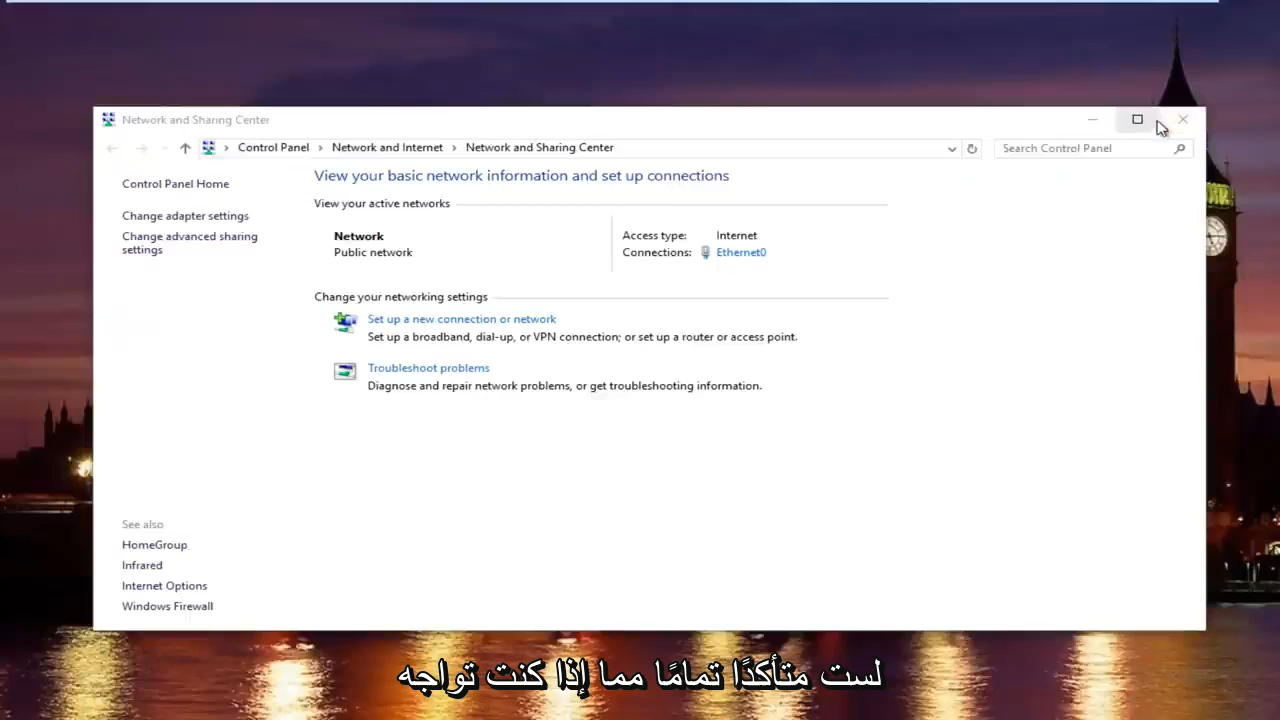 Network and Sharing Center
Control Panel Network and Internet Network and Sharing Center
Search Control Panel
Control Panel Home
Change adapter settings
Change advanced sharing
settings
View your basic network information and set up connections
View your active networks
Network
Public network
Access type: Internet
Connections: Ethernet0
Change your networking settings
Set up a new connection or network
Set up a broadband, dial-up, or VPN connection; or set up a router or access point.
Troubleshoot problems
Diagnose and repair network problems, or get troubleshooting information.
See also
HomeGroup
Infrared
Internet Options
Windows Firewall
لست متأكدًا تمامًا مما إذا كنت تواجه